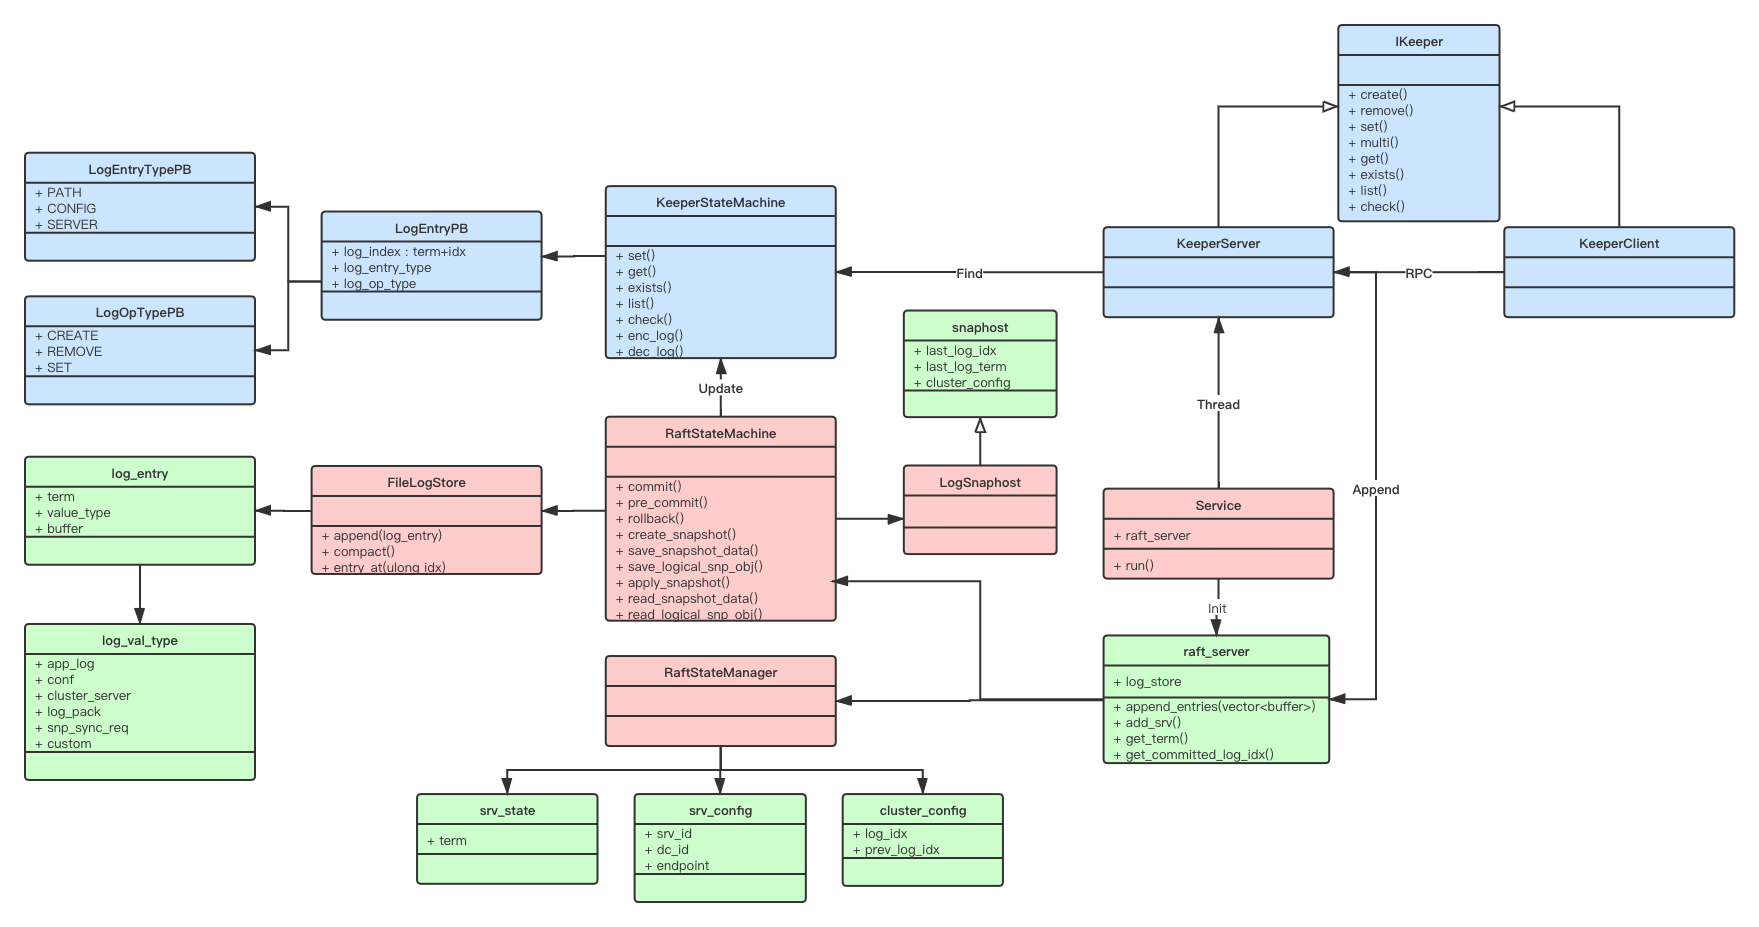 IKeeper
+ create()
+ remove()
+ set()
+ multi()
+ get()
+ exists()
+ list()
+ check()
LogEntryTypePB
+ PATH
+ CONFIG
+ SERVER
LogEntryPB
+ log_index : term+idx
+ log_entry_type
+ log_op_type
LogOpTypePB
+ CREATE
+ REMOVE
+ SET
KeeperStateMachine
+ set()
+ get()
+ exists()
+ list()
+ check()
+ enc_log()
+ dec_log()
Find
KeeperServer
RPC
KeeperClient
snaphost
+ last_log_idx
+ last_log_term
+ cluster_config
Update
Thread
Append
log_entry
+ term
+ value_type
+ buffer
FileLogStore
+ append(log_entry)
+ compact()
+ entry_at(ulong idx)
RaftStateMachine
+ commit()
+ pre_commit()
+ rollback()
+ create_snapshot()
+ save_snapshot_data()
+ save_logical_snp_obj()
+ apply_snapshot()
+ read_snapshot_data()
+ read_logical_snp_obj()
LogSnaphost
Service
+ raft_server
+ run()
Init
log_val_type
+ app_log
+ conf
+ cluster_server
+ log_pack
+ snp_sync_req
+ custom
RaftStateManager
raft_server
+ log_store
+ append_entries(vector<buffer>)
+ add_srv()
+ get_term()
+ get_committed_log_idx()
srv_state
+ term
srv_config
+ srv_id
+ dc_id
+ endpoint
cluster_config
+ log_idx
+ prev_log_idx